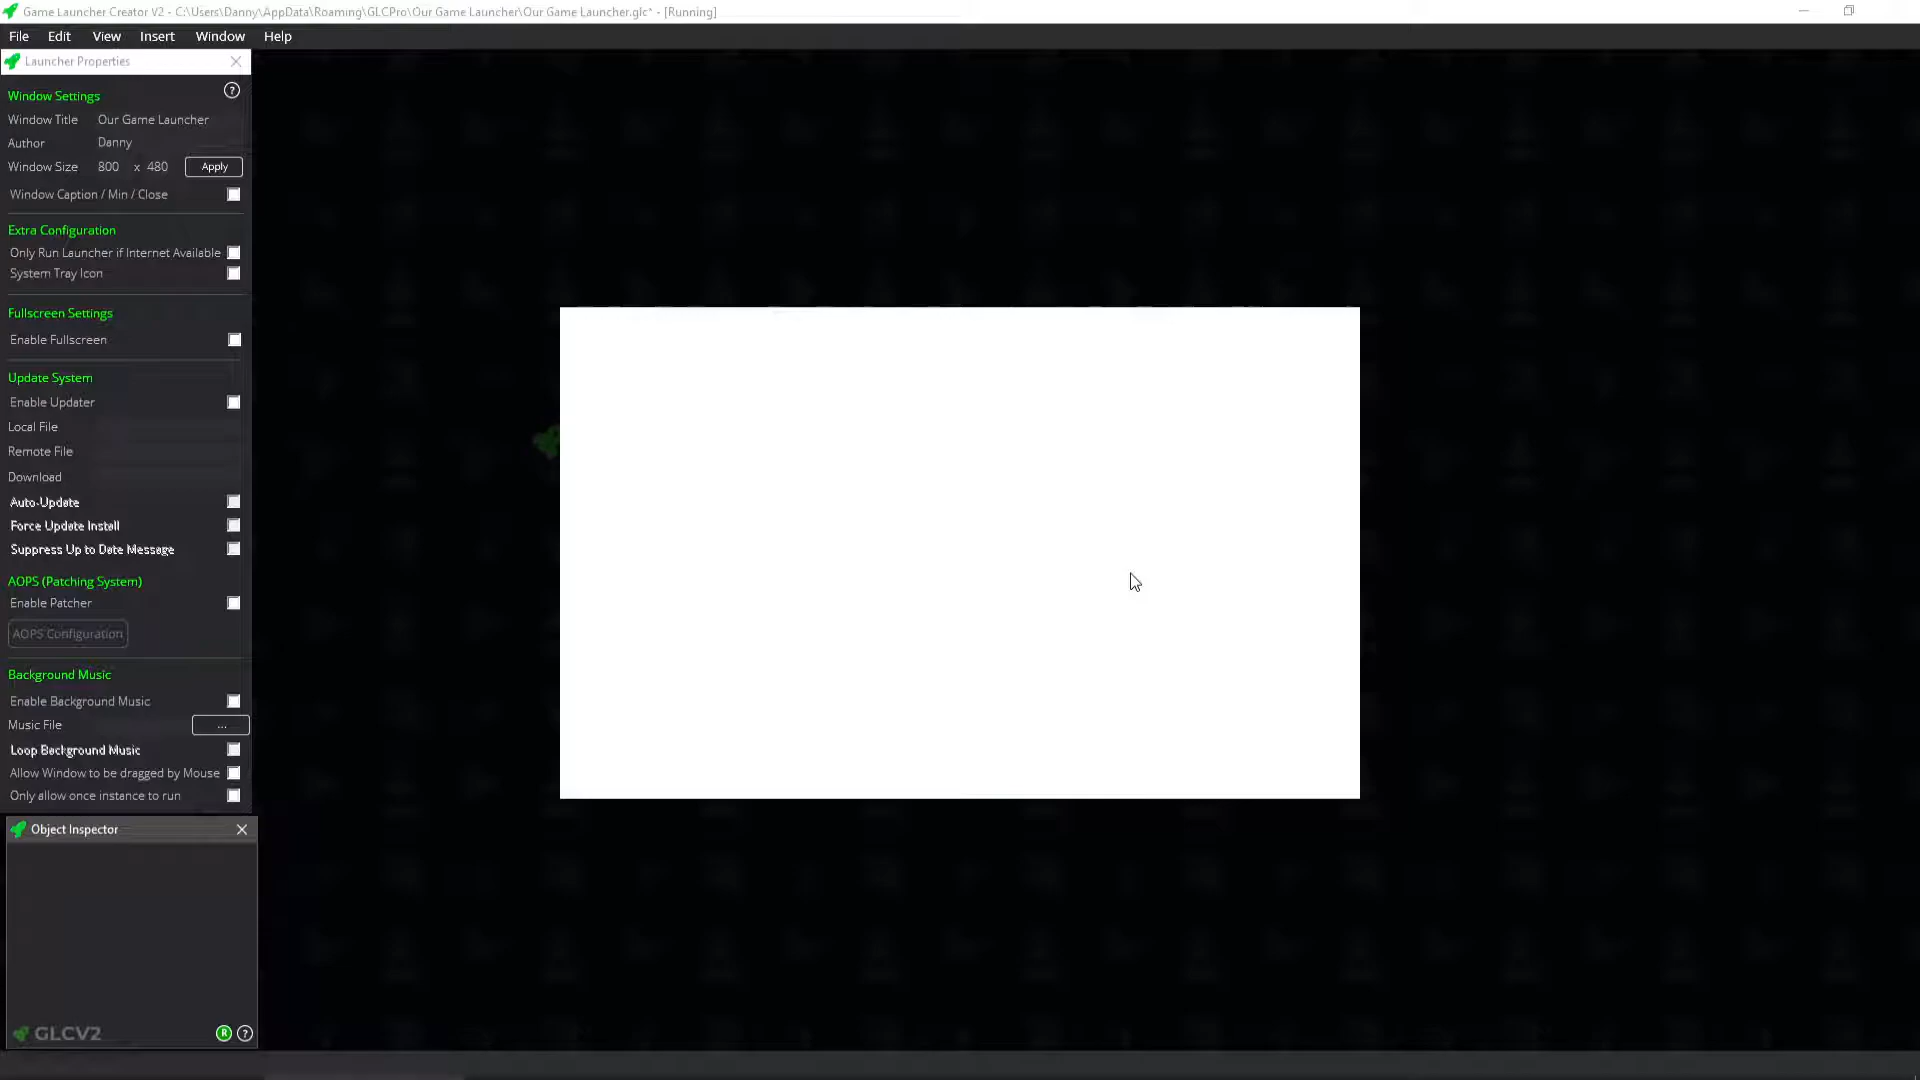 Game Launcher Creator V2 - C:\Users\Danny\AppData\Roaming\GLCPro\Our Game Launcher\Our Game Launcher.glc* - [Running]
File Edit View Insert Window Help
Launcher Properties
Window Settings ?
Window Title Our Game Launcher
Author Danny
Window Size 800 x 480 Apply
Window Caption / Min / Close
Extra Configuration
Only Run Launcher if Internet Available
System Tray Icon
Fullscreen Settings
Enable Fullscreen
Update System
Enable Updater
Local File
Remote File
Download
Auto-Update
Force Update Install
Suppress Up to Date Message
AOPS (Patching System)
Enable Patcher
AOPS Configuration
Background Music
Enable Background Music
Music File ...
Loop Background Music
Allow Window to be dragged by Mouse
Only allow once instance to run
Object Inspector
GLCV2 R ?